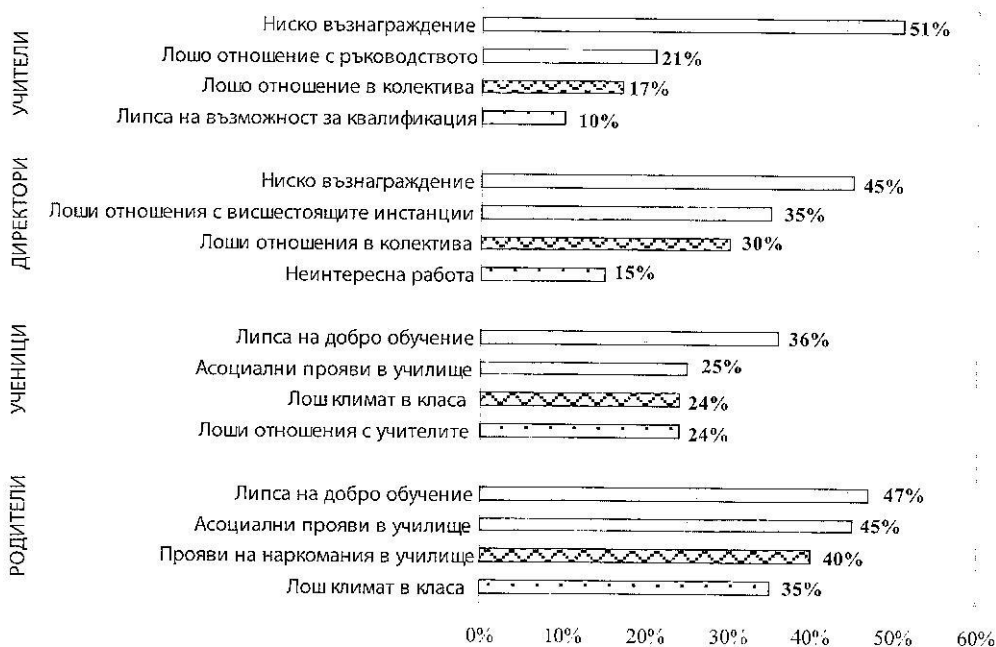 УЧИТЕЛИ
Ниско възнаграждение 51%
Лошо отношение с ръководството 21%
Лошо отношение в колектива 17%
Липса на възможност за квалификация 10%
ДИРЕКТОРИ
Ниско възнаграждение 45%
Лоши отношения с висшестоящите инстанции 35%
Лоши отношения в колектива 30%
Неинтересна работа 15%
УЧЕНИЦИ
Липса на добро обучение 36%
Асоциални прояви в училище 25%
Лош климат в класа 24%
Лоши отношения с учителите 24%
РОДИТЕЛИ
Липса на добро обучение 47%
Асоциални прояви в училище 45%
Прояви на наркомания в училище 40%
Лош климат в класа 35%
0% 10% 20% 30% 40% 50% 60%